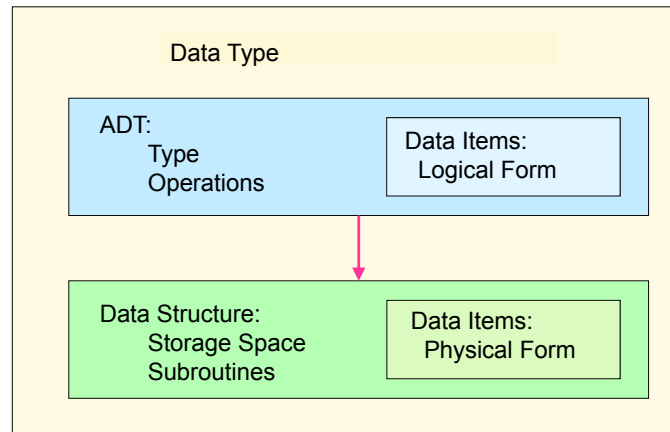 Data Type
ADT:
Type
Operations
Data Items:
Logical Form
Data Structure:
Storage Space
Subroutines
Data Items:
Physical Form